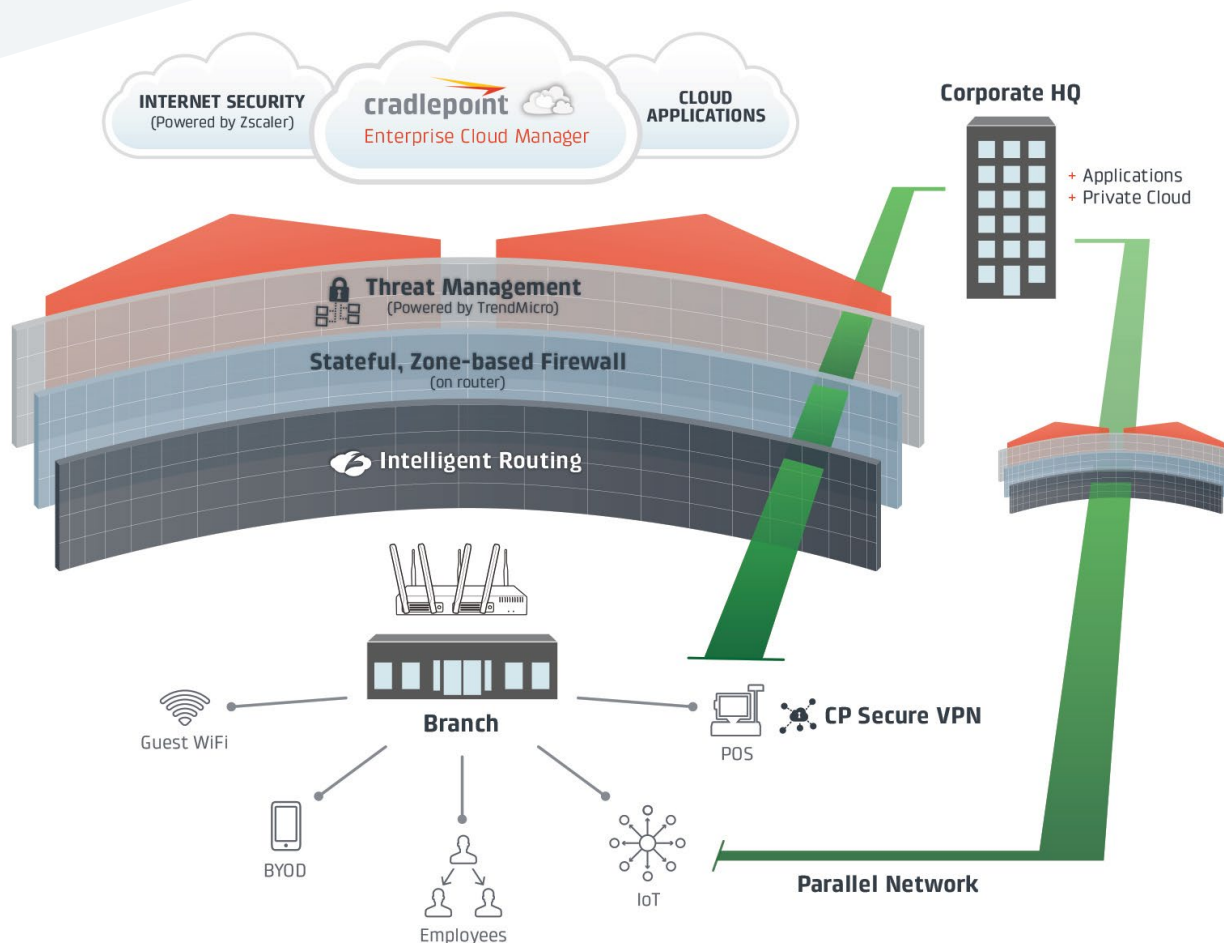 INTERNET SECURITY
(Powered by Zscaler)
cradlepoint
Enterprise Cloud Manager
CLOUD
APPLICATIONS
Corporate HQ
+ Applications
+ Private Cloud
Threat Management
(Powered by TrendMicro)
Stateful, Zone-based Firewall
(on router)
Intelligent Routing
Branch
Guest WiFi
BYOD
Employees
IoT
POS
CP Secure VPN
Parallel Network